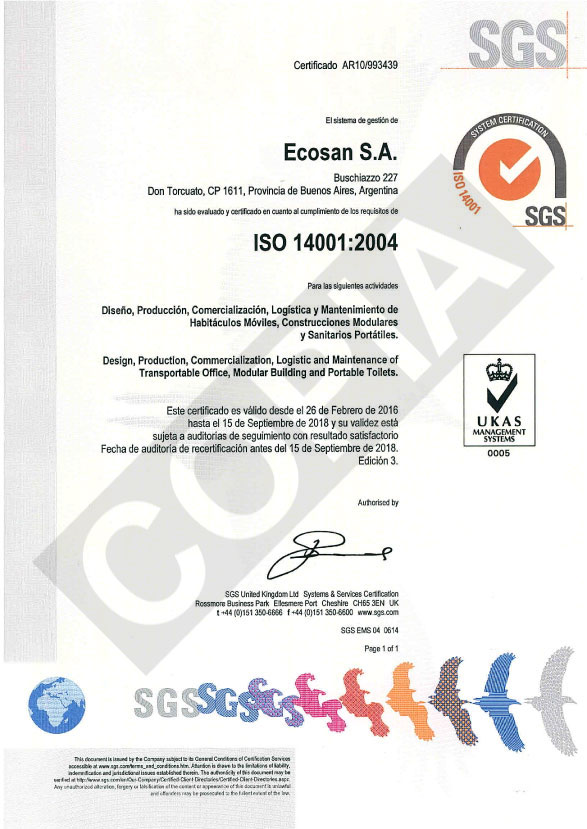 SGS
Certificado AR10/993439
El sistema de gestión de
Ecosan S.A.
Buschiazzo 227
Don Torcuato, CP 1611, Provincia de Buenos Aires, Argentina
ha sido evaluado y certificado en cuanto al cumplimiento de los requisitos de
ISO 14001:2004
SYSTEM CERTIFICATION
ISO 14001
SGS
Para las siguientes actividades
Diseño, Producción, Comercialización, Logística y Mantenimiento de
Habitáculos Móviles, Construcciones Modulares
y Sanitarios Portátiles.
Design, Production, Commercialization, Logistic and Maintenance of
Transportable Office, Modular Building and Portable Toilets.
UKAS
MANAGEMENT
SYSTEMS
0005
Este certificado es válido desde el 26 de Febrero de 2016
hasta el 15 de Septiembre de 2018 y su validez está
sujeta a auditorias de seguimiento con resultado satisfactorio
Fecha de auditoría de recertificación antes del 15 de Septiembre de 2018.
Edición 3.
COPIA
Authorised by
SGS United Kingdom Ltd Systems & Services Certification
Rossmore Business Park Ellesmere Port Cheshire CH65 3EN UK
t +44 (0)151 350-6666 f +44 (0)151 350-6600 www.sgs.com
SGS EMS 04 0614
Page 1 of 1
SGS SGS SGS SGS
This document is issued by the Company subject to its General Conditions of Certification Services
accessible at www.sgs.com/terms_and_conditions.htm. Attention is drawn to the limitations of liability,
indemnification and jurisdictional issues established therein. The authenticity of this document may be
verified at http://www.sgs.com/en/Our-Company/Certified-Client-Directories/Certified-Client-Directories.aspx.
Any unauthorized alteration, forgery or falsification of the content or appearance of this document is unlawful
and offenders may be prosecuted to the fullest extent of the law.